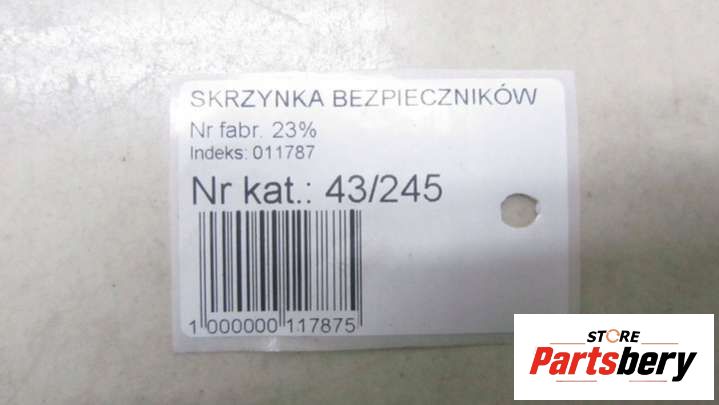 SKRZYNKA BEZPIECZNIKÓW
Nr fabr. 23%
Indeks: 011787
Nr kat.: 43/245
1 000000 117875
STORE
Partsbery